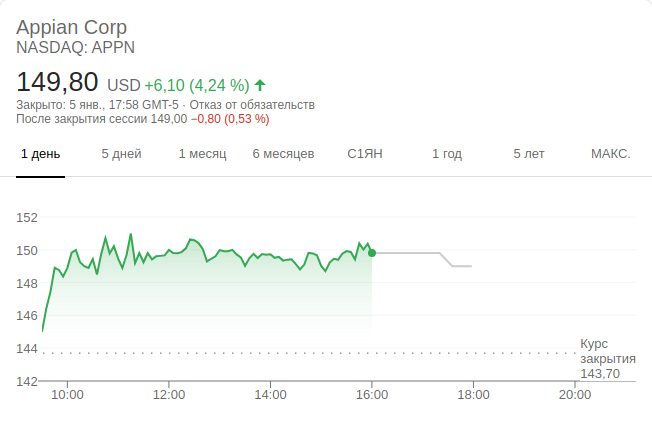 Appian Corp
NASDAQ: APPN
149,80 USD +6,10 (4,24 %)
Закрыто: 5 янв., 17:58 GMT-5 · Отказ от обязательств
После закрытия сессии 149,00 −0,80 (0,53 %)
1 день 5 дней 1 месяц 6 месяцев С1ЯН 1 год 5 лет МАКС.
152
150
148
146
144
142
Курс
закрытия
143,70
10:00 12:00 14:00 16:00 18:00 20:00